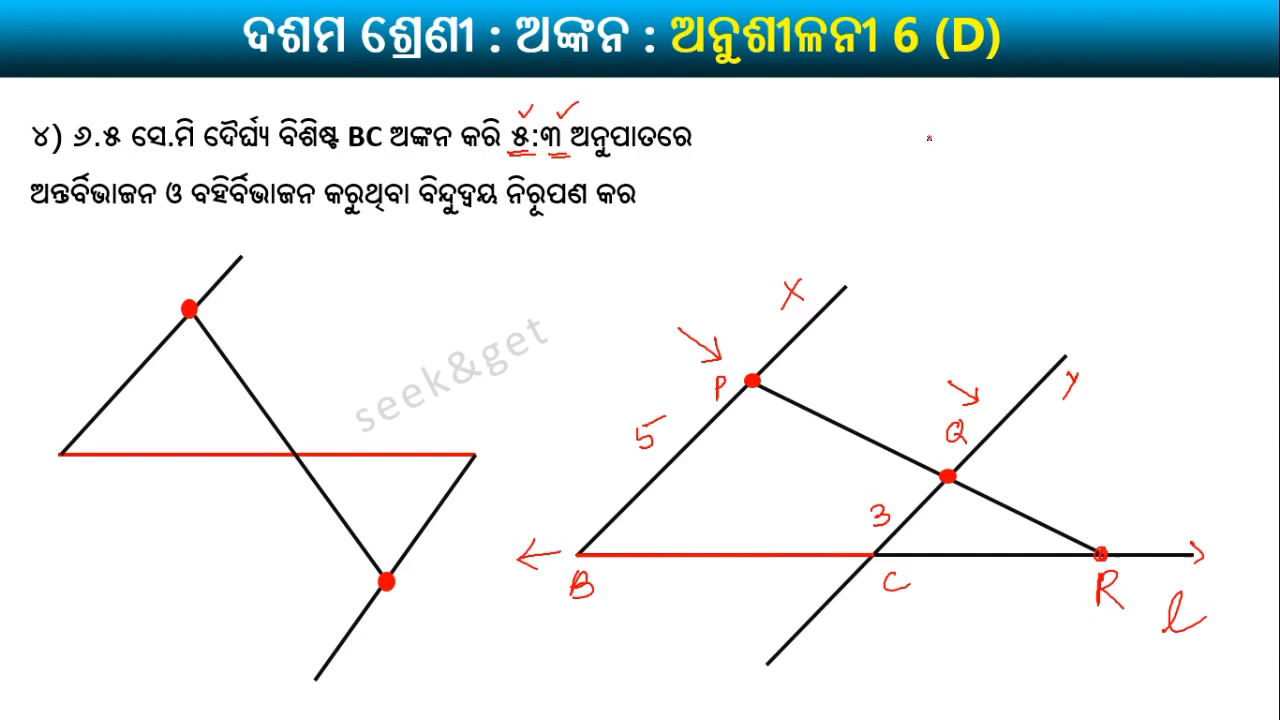 ଦଶମ ଶ୍ରେଣୀ : ଅଙ୍କନ : ଅନୁଶୀଳନୀ 6 (D)
୪) ୬.୫ ସେ.ମି ଦୈର୍ଘ୍ୟ ବିଶିଷ୍ଟ BC ଅଙ୍କନ କରି ୫:୩ ଅନୁପାତରେ
ଅନ୍ତର୍ବିଭାଜନ ଓ ବହିର୍ବିଭାଜନ କରୁଥିବା ବିନ୍ଦୁଦ୍ୱୟ ନିରୂପଣ କର
X
seek&get
P
Y
5
Q
3
B
C
R
l